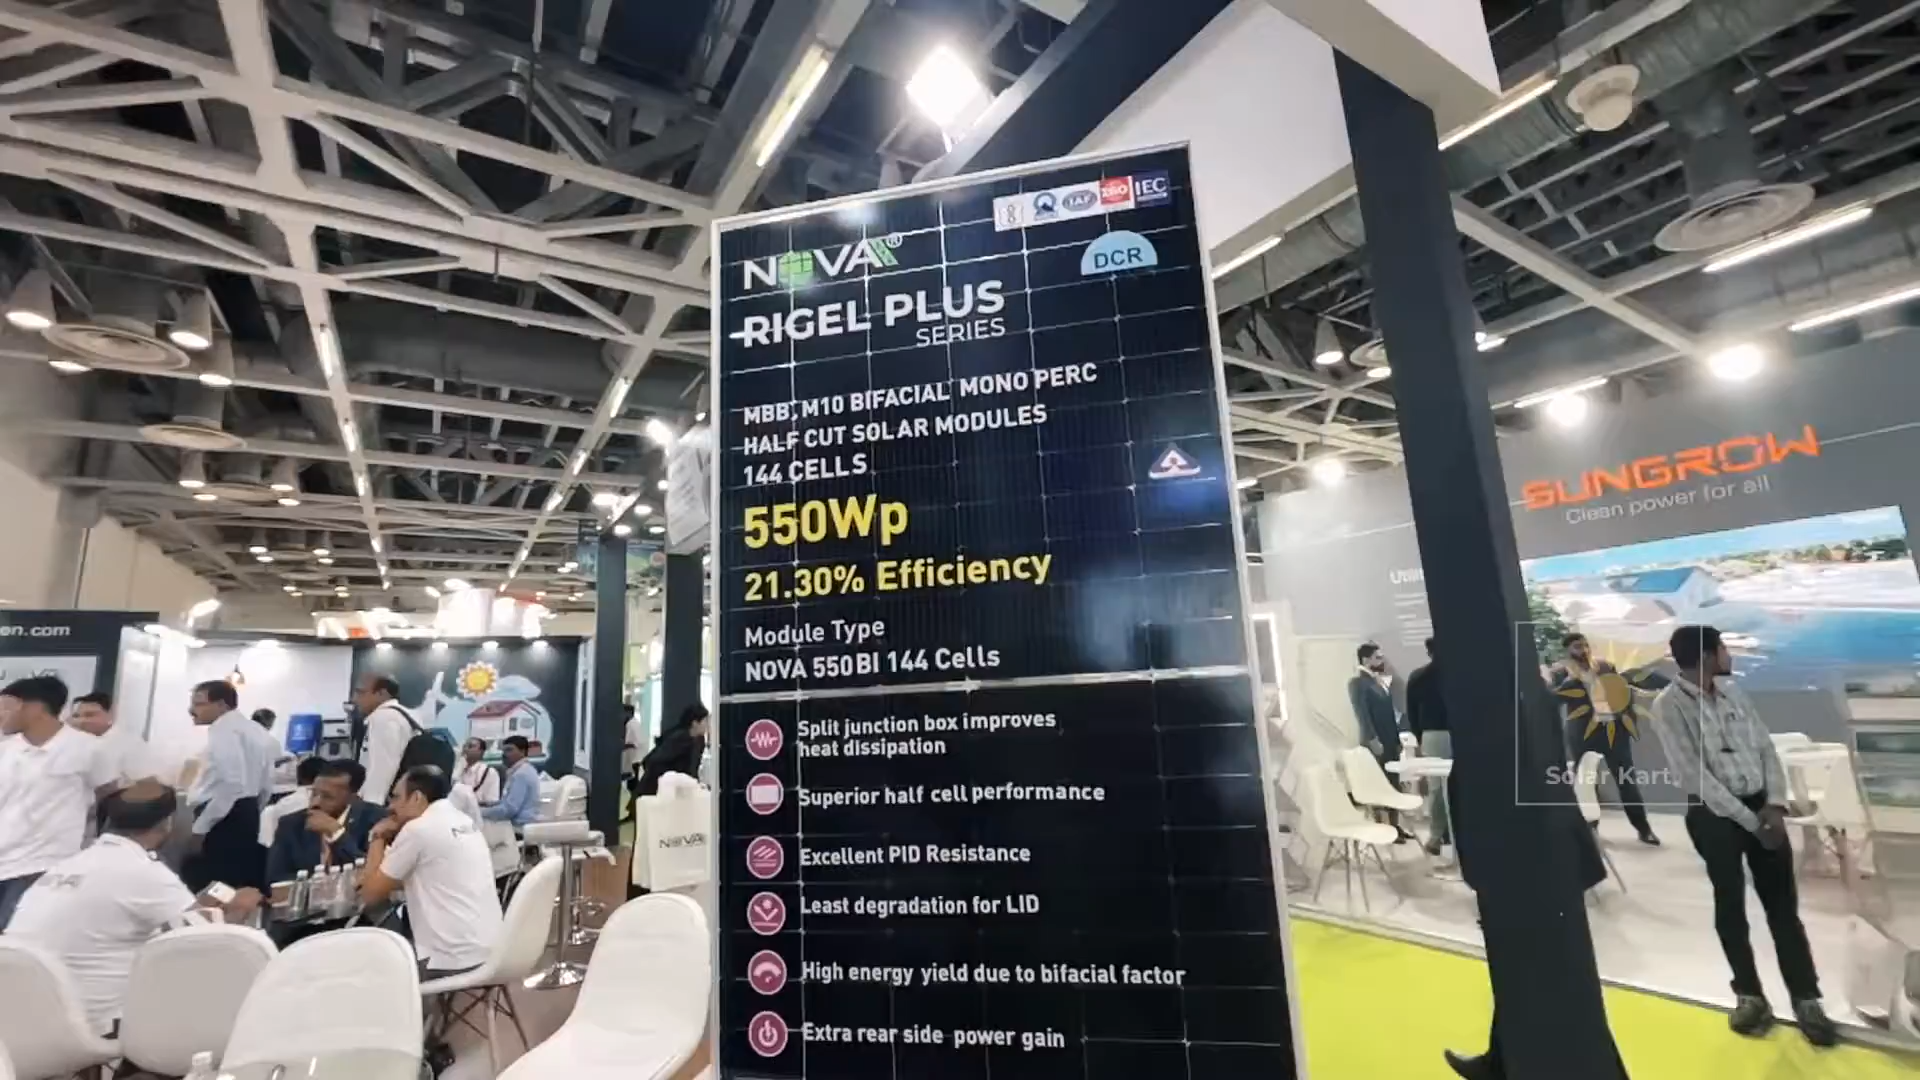 NOVA®
RIGEL PLUS
SERIES
IAF
ISO
IEC
DCR
MBB, M10 BIFACIAL MONO PERC
HALF CUT SOLAR MODULES
144 CELLS
550Wp
21.30% Efficiency
Module Type
NOVA 550BI 144 Cells
Split junction box improves
heat dissipation
Superior half cell performance
Excellent PID Resistance
Least degradation for LID
High energy yield due to bifacial factor
Extra rear side power gain
SUNGROW
Clean power for all
Solar Kart.
en.com
NOVA